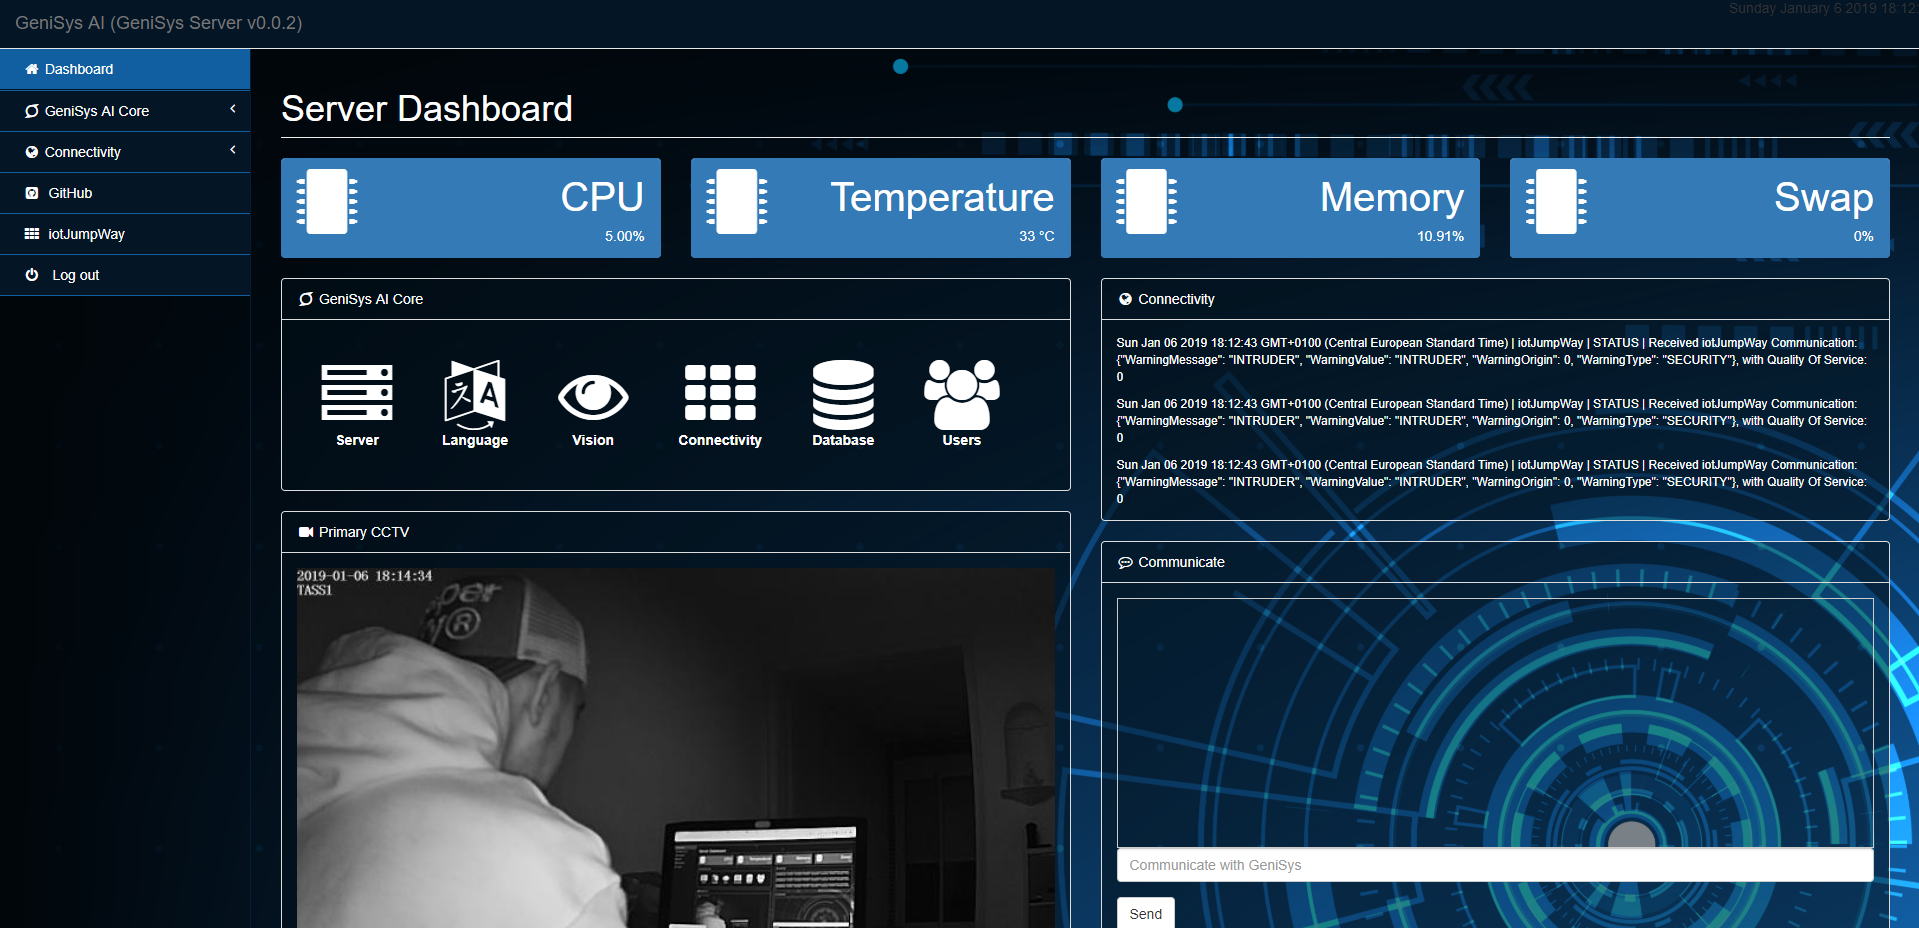 GeniSys AI (GeniSys Server v0.0.2)
Sunday January 6 2019 18:12:
Dashboard
GeniSys AI Core
Connectivity
GitHub
iotJumpWay
Log out
Server Dashboard
CPU
5.00%
Temperature
33 °C
Memory
10.91%
Swap
0%
GeniSys AI Core
Server
Language
Vision
Connectivity
Database
Users
Connectivity
Sun Jan 06 2019 18:12:43 GMT+0100 (Central European Standard Time) | iotJumpWay | STATUS | Received iotJumpWay Communication:
{"WarningMessage": "INTRUDER", "WarningValue": "INTRUDER", "WarningOrigin": 0, "WarningType": "SECURITY"}, with Quality Of Service:
0
Sun Jan 06 2019 18:12:43 GMT+0100 (Central European Standard Time) | iotJumpWay | STATUS | Received iotJumpWay Communication:
{"WarningMessage": "INTRUDER", "WarningValue": "INTRUDER", "WarningOrigin": 0, "WarningType": "SECURITY"}, with Quality Of Service:
0
Sun Jan 06 2019 18:12:43 GMT+0100 (Central European Standard Time) | iotJumpWay | STATUS | Received iotJumpWay Communication:
{"WarningMessage": "INTRUDER", "WarningValue": "INTRUDER", "WarningOrigin": 0, "WarningType": "SECURITY"}, with Quality Of Service:
0
Primary CCTV
2019-01-06 18:14:34
TASS1
Server Dashboard
Communicate
Communicate with GeniSys
Send